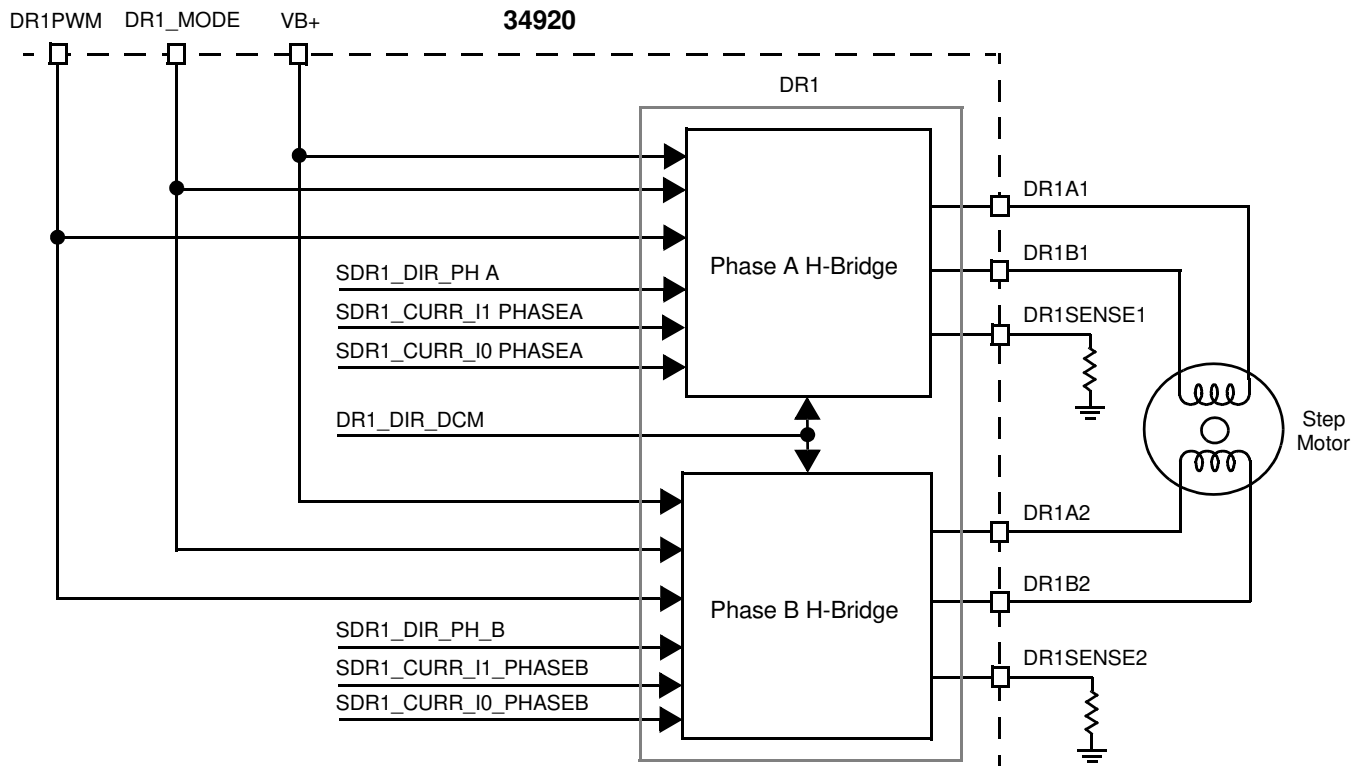 DR1PWM DR1_MODE VB+ 34920
DR1
DR1A1
DR1B1
Phase A H-Bridge
SDR1_DIR_PH A
SDR1_CURR_I1 PHASEA
DR1SENSE1
SDR1_CURR_I0 PHASEA
DR1_DIR_DCM
Step
Motor
DR1A2
DR1B2
Phase B H-Bridge
SDR1_DIR_PH_B
DR1SENSE2
SDR1_CURR_I1_PHASEB
SDR1_CURR_I0_PHASEB